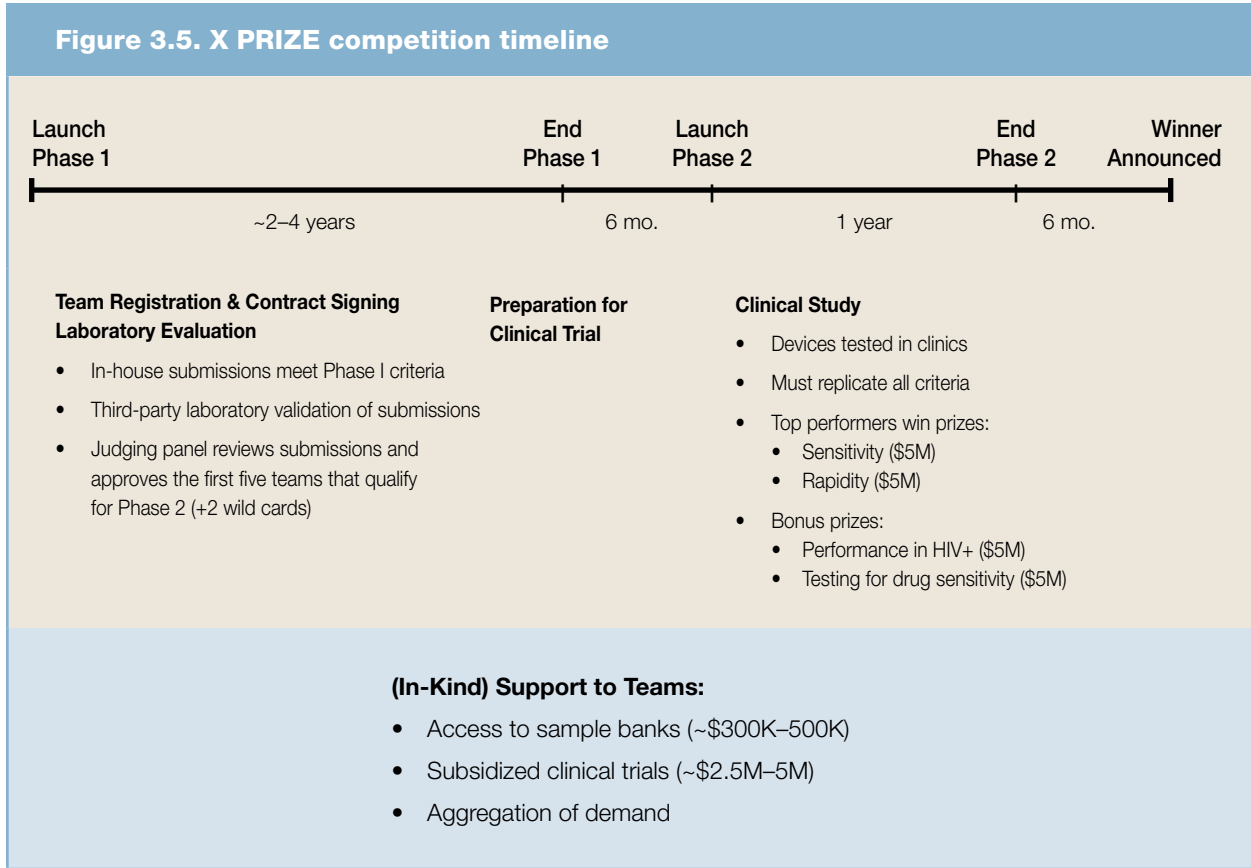 Figure 3.5. X PRIZE competition timeline
Launch
Phase 1
End
Phase 1
Launch
Phase 2
End
Phase 2
Winner
Announced
~2–4 years
6 mo.
1 year
6 mo.
Team Registration & Contract Signing
Laboratory Evaluation
• In-house submissions meet Phase I criteria
• Third-party laboratory validation of submissions
• Judging panel reviews submissions and
approves the first five teams that qualify
for Phase 2 (+2 wild cards)
Preparation for
Clinical Trial
Clinical Study
• Devices tested in clinics
• Must replicate all criteria
• Top performers win prizes:
• Sensitivity ($5M)
• Rapidity ($5M)
• Bonus prizes:
• Performance in HIV+ ($5M)
• Testing for drug sensitivity ($5M)
(In-Kind) Support to Teams:
• Access to sample banks (~$300K–500K)
• Subsidized clinical trials (~$2.5M–5M)
• Aggregation of demand